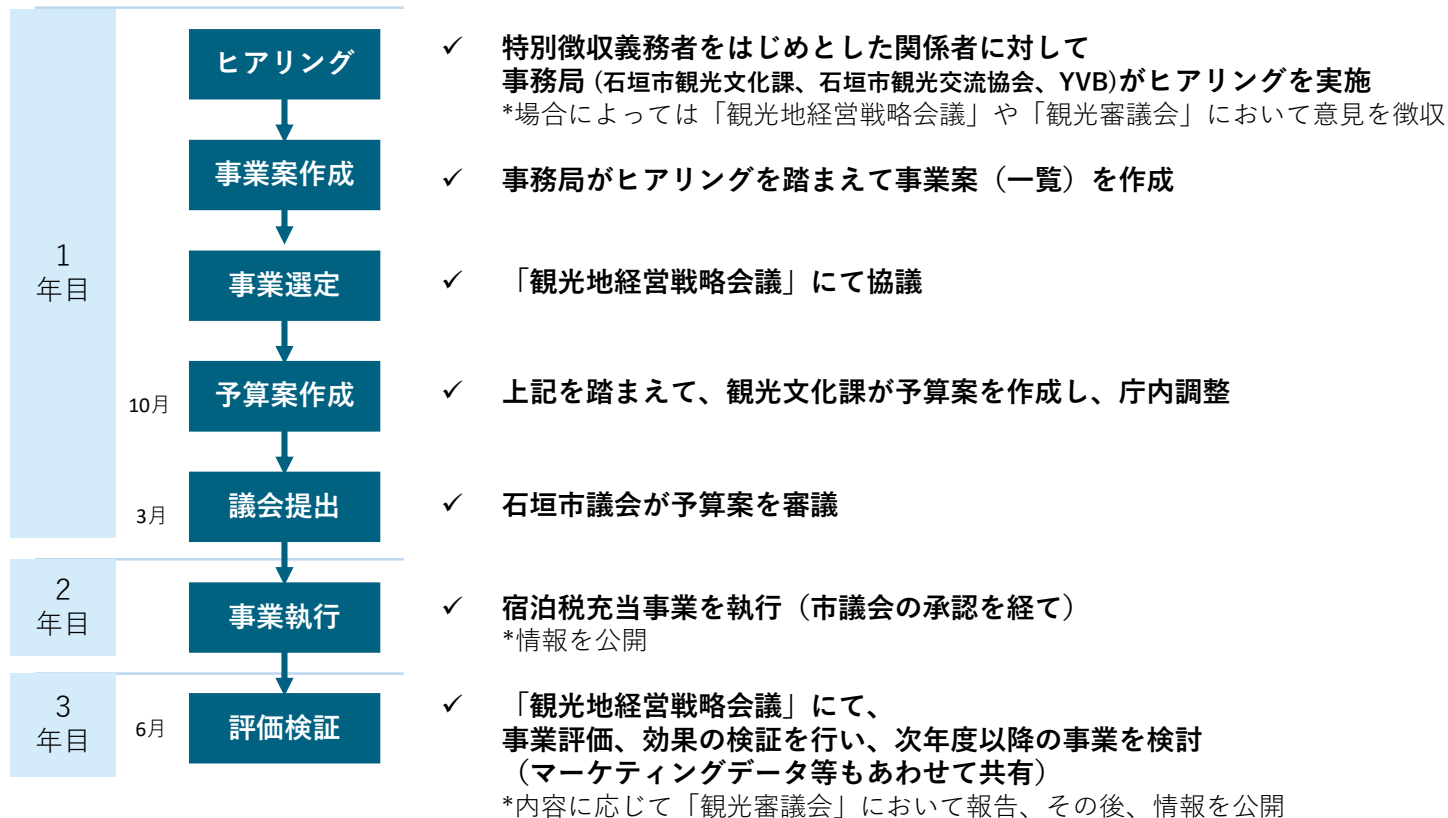 1
年目
ヒアリング
✓ 特別徴収義務者をはじめとした関係者に対して
事務局 (石垣市観光文化課、石垣市観光交流協会、YVB)がヒアリングを実施
*場合によっては「観光地経営戦略会議」や「観光審議会」において意見を徴収
事業案作成
✓ 事務局がヒアリングを踏まえて事業案（一覧）を作成
事業選定
✓ 「観光地経営戦略会議」にて協議
10月
予算案作成
✓ 上記を踏まえて、観光文化課が予算案を作成し、庁内調整
3月
議会提出
✓ 石垣市議会が予算案を審議
2
年目
事業執行
✓ 宿泊税充当事業を執行（市議会の承認を経て）
*情報を公開
3
年目
6月
評価検証
✓ 「観光地経営戦略会議」にて、
事業評価、効果の検証を行い、次年度以降の事業を検討
（マーケティングデータ等もあわせて共有）
*内容に応じて「観光審議会」において報告、その後、情報を公開